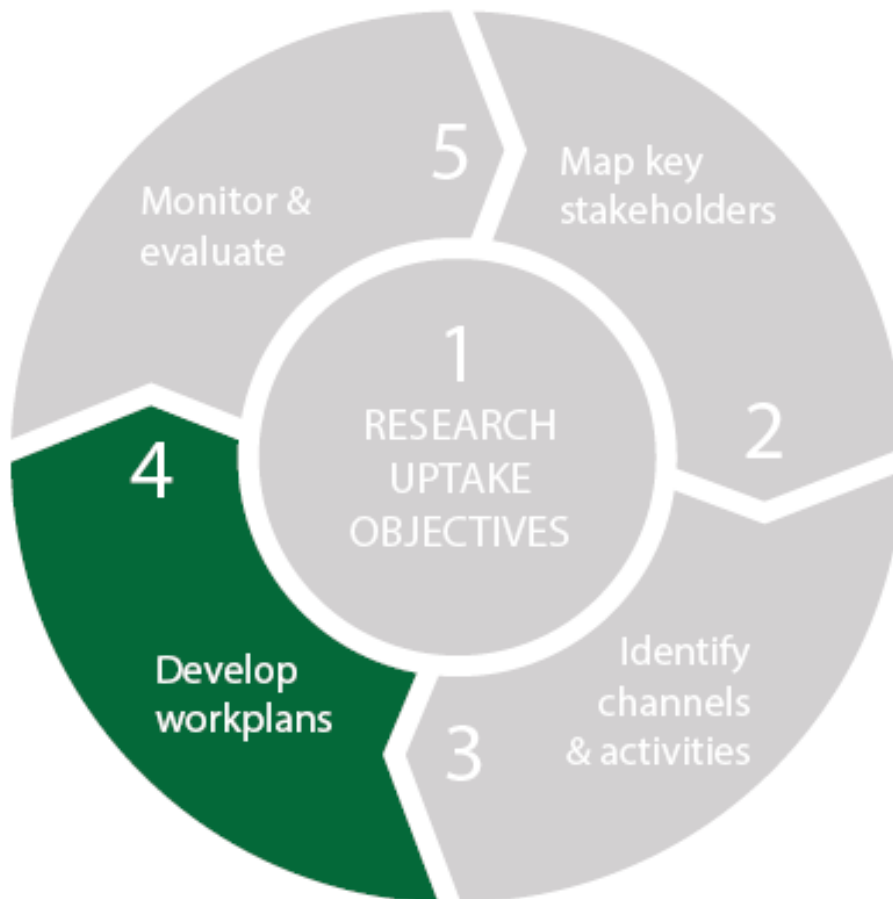 1
RESEARCH
UPTAKE
OBJECTIVES
Map key
stakeholders
2
Identify
channels
& activities
3
Develop
workplans
4
Monitor &
evaluate
5